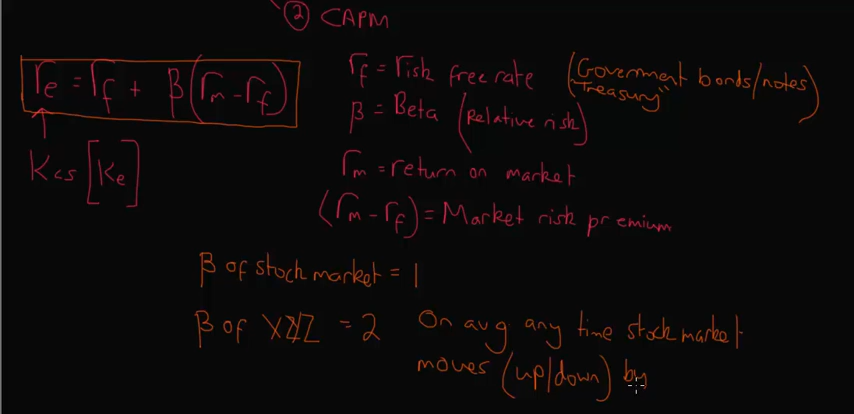 ② CAPM
re = rf + β(rm - rf)
Kcs [Ke]
rf = risk free rate (Government bonds/notes)
Treasury"
β = Beta (Relative risk)
rm = return on market
(rm - rf) = Market risk premium
β of stock market = 1
β of = 2 On avg any time stock market
moves (up/down) by